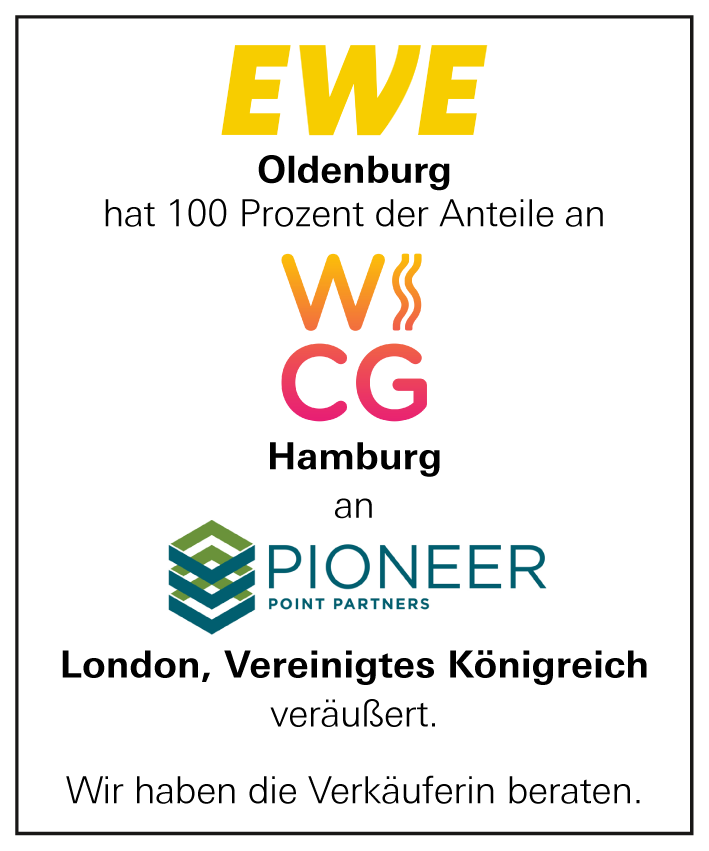 EWE
Oldenburg
hat 100 Prozent der Anteile an
W
CG
Hamburg
an
PIONEER
POINT PARTNERS
London, Vereinigtes Königreich
veräußert.
Wir haben die Verkäuferin beraten.